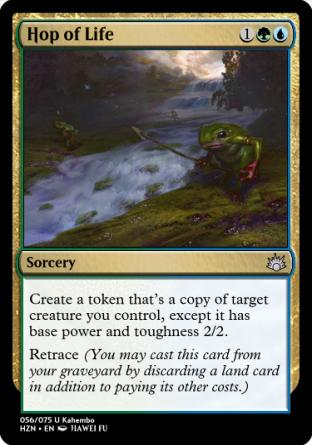 Hop of Life 1
Sorcery
Create a token that's a copy of target
creature you control, except it has
base power and toughness 2/2.
Retrace (You may cast this card from
your graveyard by discarding a land card
in addition to paying its other costs.)
056/075 U Kahembo
HZN • EN JIAWEI FU